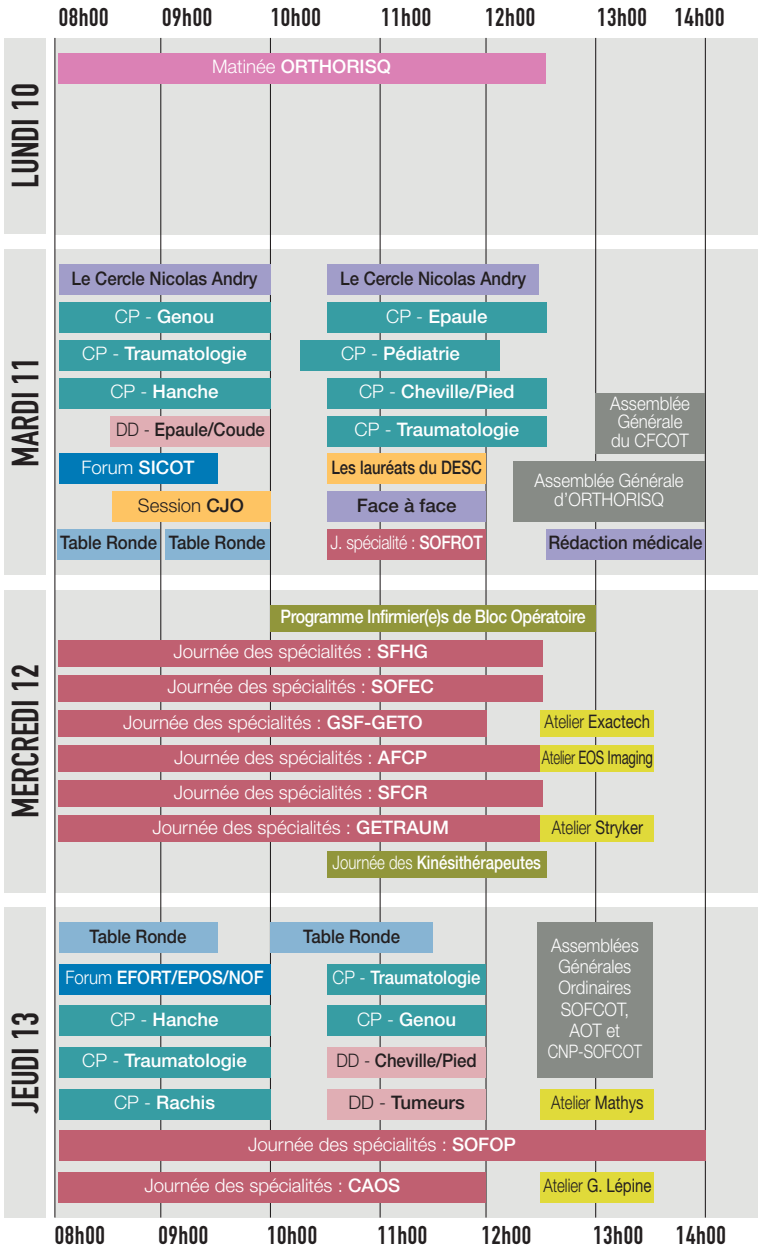 08h00 09h00 10h00 11h00 12h00 13h00 14h00
LUNDI 10
Matinée ORTHORISQ
MARDI 11
Le Cercle Nicolas Andry
Le Cercle Nicolas Andry
CP - Genou
CP - Epaule
CP - Traumatologie
CP - Pédiatrie
CP - Hanche
CP - Cheville/Pied
Assemblée
Générale
du CFCOT
DD - Epaule/Coude
CP - Traumatologie
Forum SICOT
Les lauréats du DESC
Assemblée Générale
d'ORTHORISQ
Session CJO
Face à face
Table Ronde
Table Ronde
J. spécialité : SOFROT
Rédaction médicale
MERCREDI 12
Programme Infirmier(e)s de Bloc Opératoire
Journée des spécialités : SFHG
Journée des spécialités : SOFEC
Journée des spécialités : GSF-GETO
Atelier Exactech
Journée des spécialités : AFCP
Atelier EOS Imaging
Journée des spécialités : SFCR
Journée des spécialités : GETRAUM
Atelier Stryker
Journée des Kinésithérapeutes
JEUDI 13
Table Ronde
Table Ronde
Assemblées
Générales
Ordinaires
SOFCOT,
AOT et
CNP-SOFCOT
Forum EFORT/EPOS/NOF
CP - Traumatologie
CP - Hanche
CP - Genou
CP - Traumatologie
DD - Cheville/Pied
CP - Rachis
DD - Tumeurs
Atelier Mathys
Journée des spécialités : SOFOP
Journée des spécialités : CAOS
Atelier G. Lépine
08h00 09h00 10h00 11h00 12h00 13h00 14h00